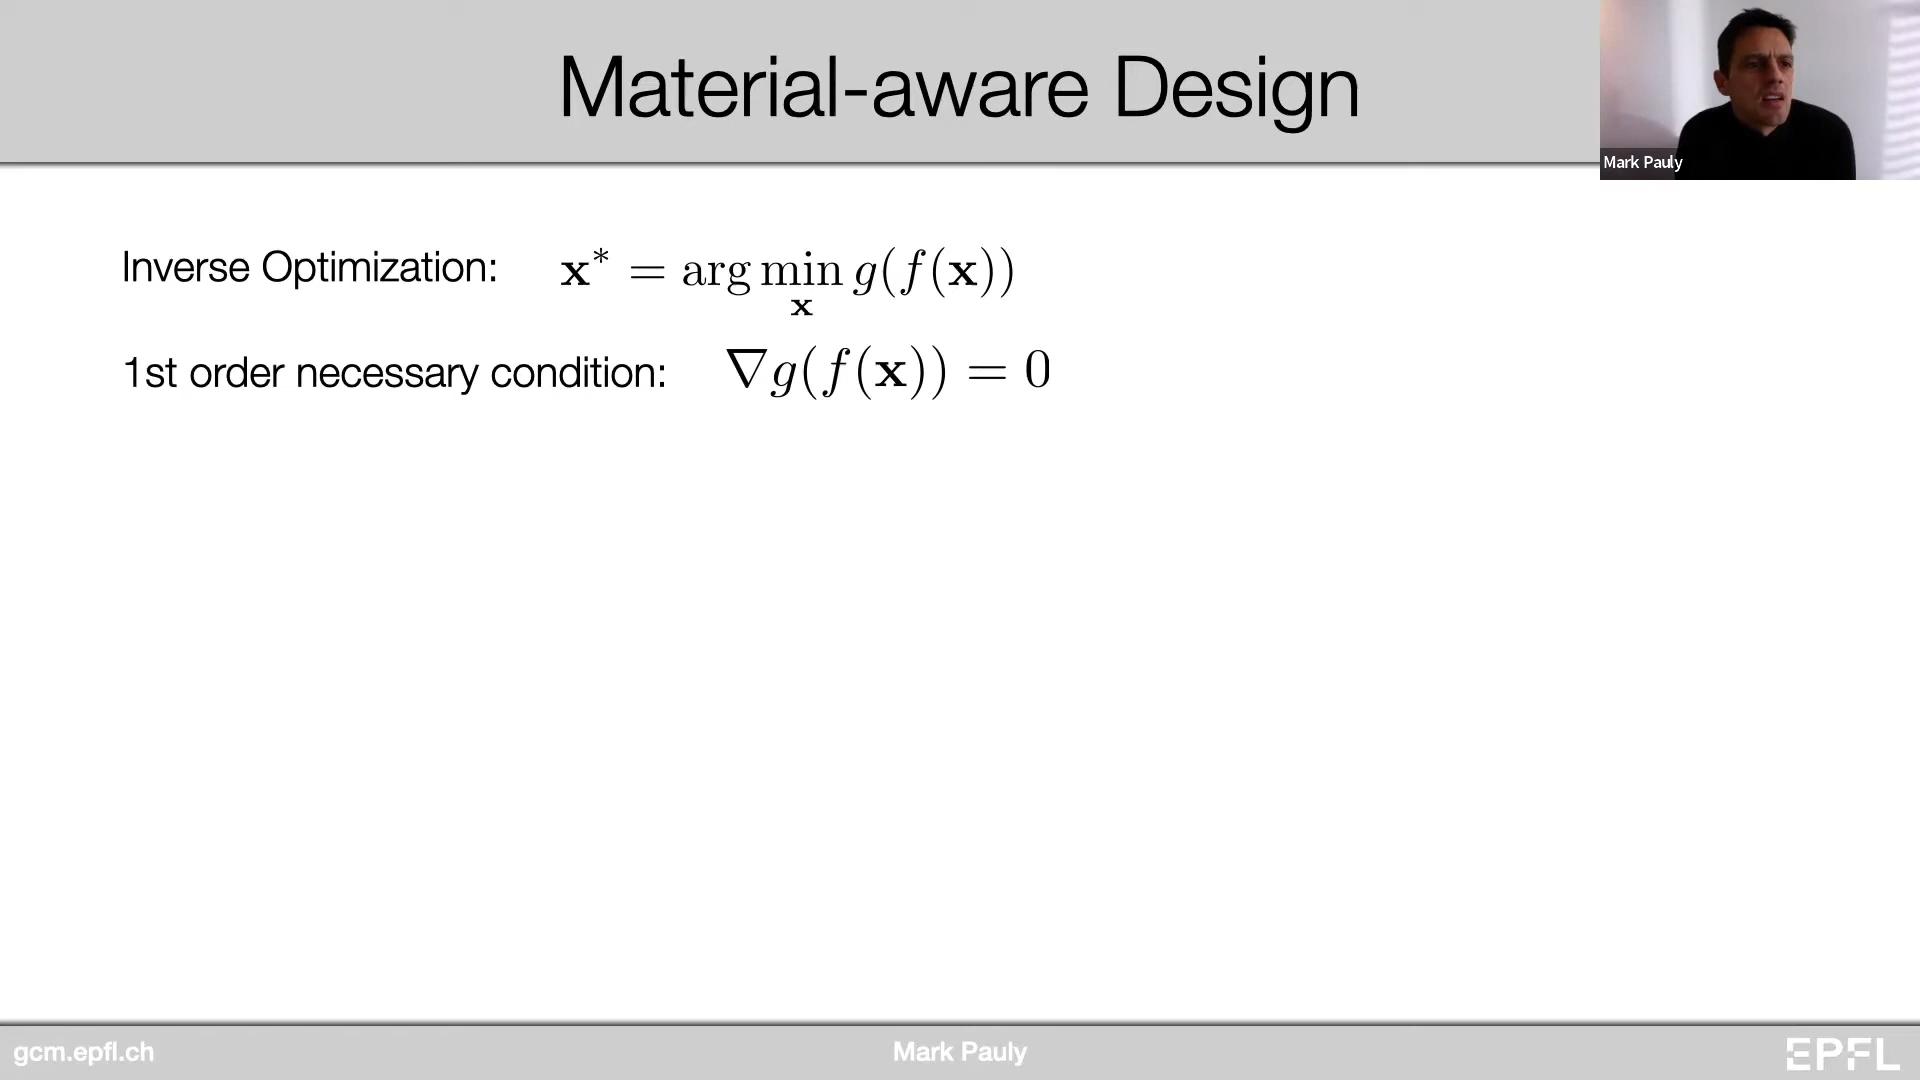 Material-aware Design
Mark Pauly
Inverse Optimization: x* = arg min g(f(x))
x
1st order necessary condition: ∇g(f(x)) = 0
gcm.epfl.ch Mark Pauly EPFL